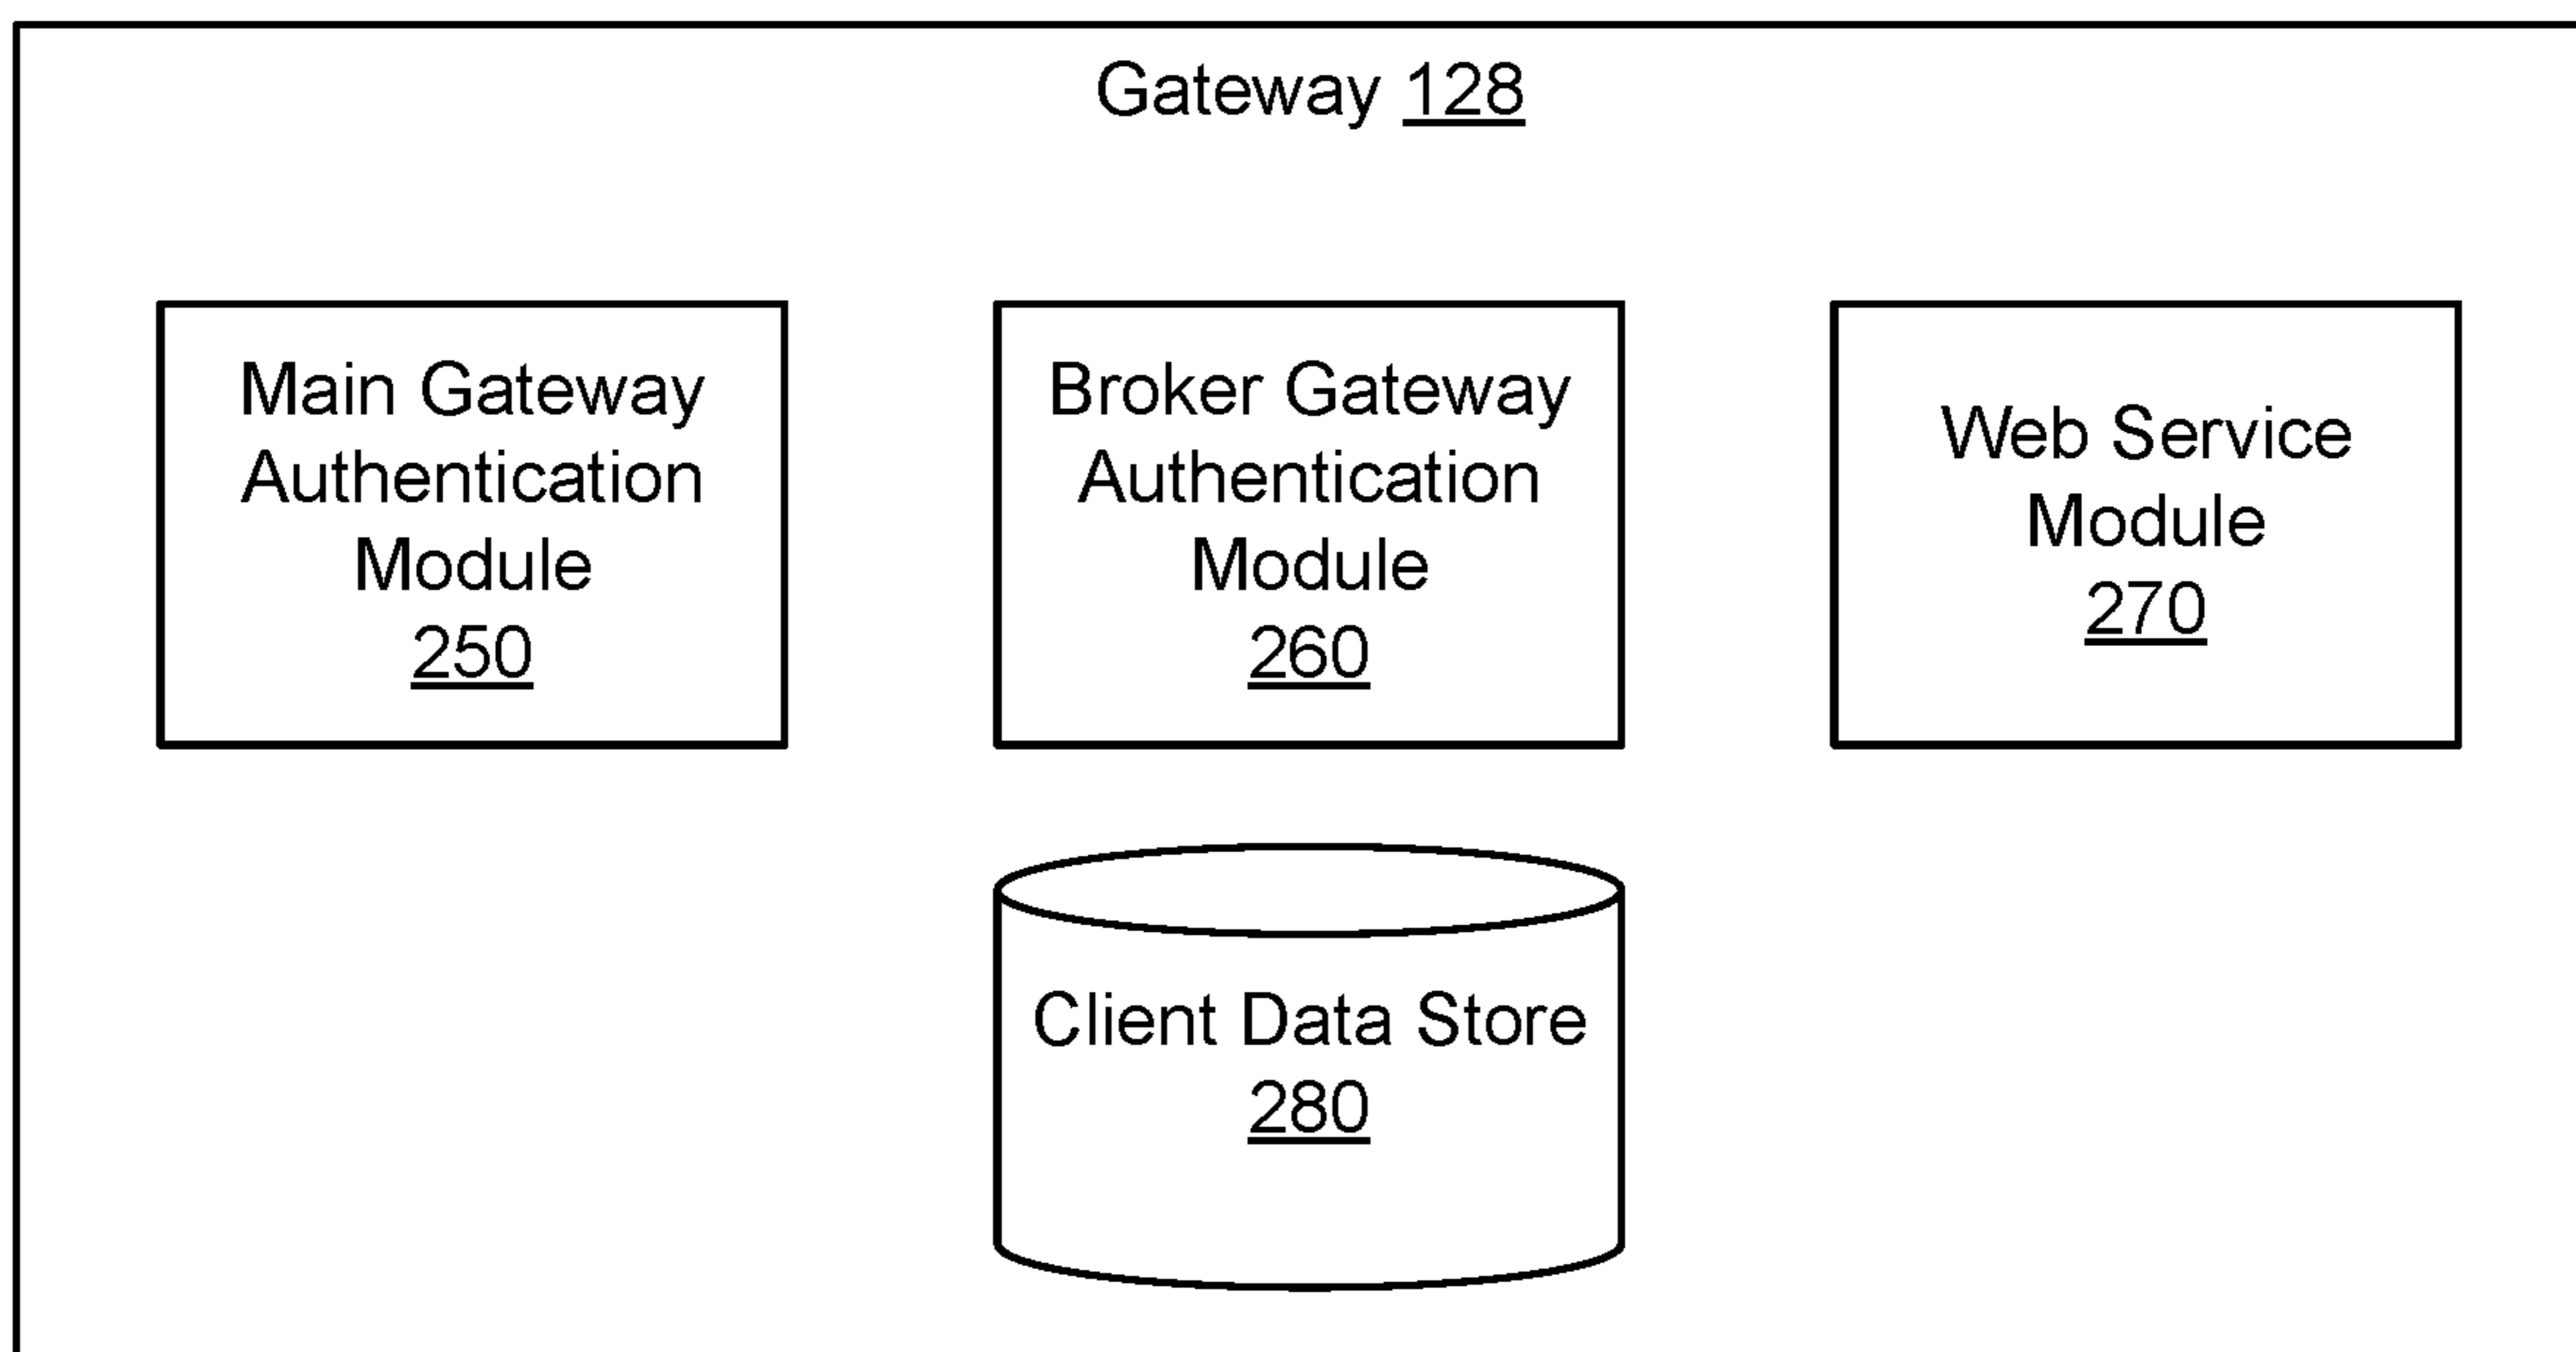 Gateway 128
Main Gateway
Authentication
Module
250
Broker Gateway
Authentication
Module
260
Web Service
Module
270
Client Data Store
280